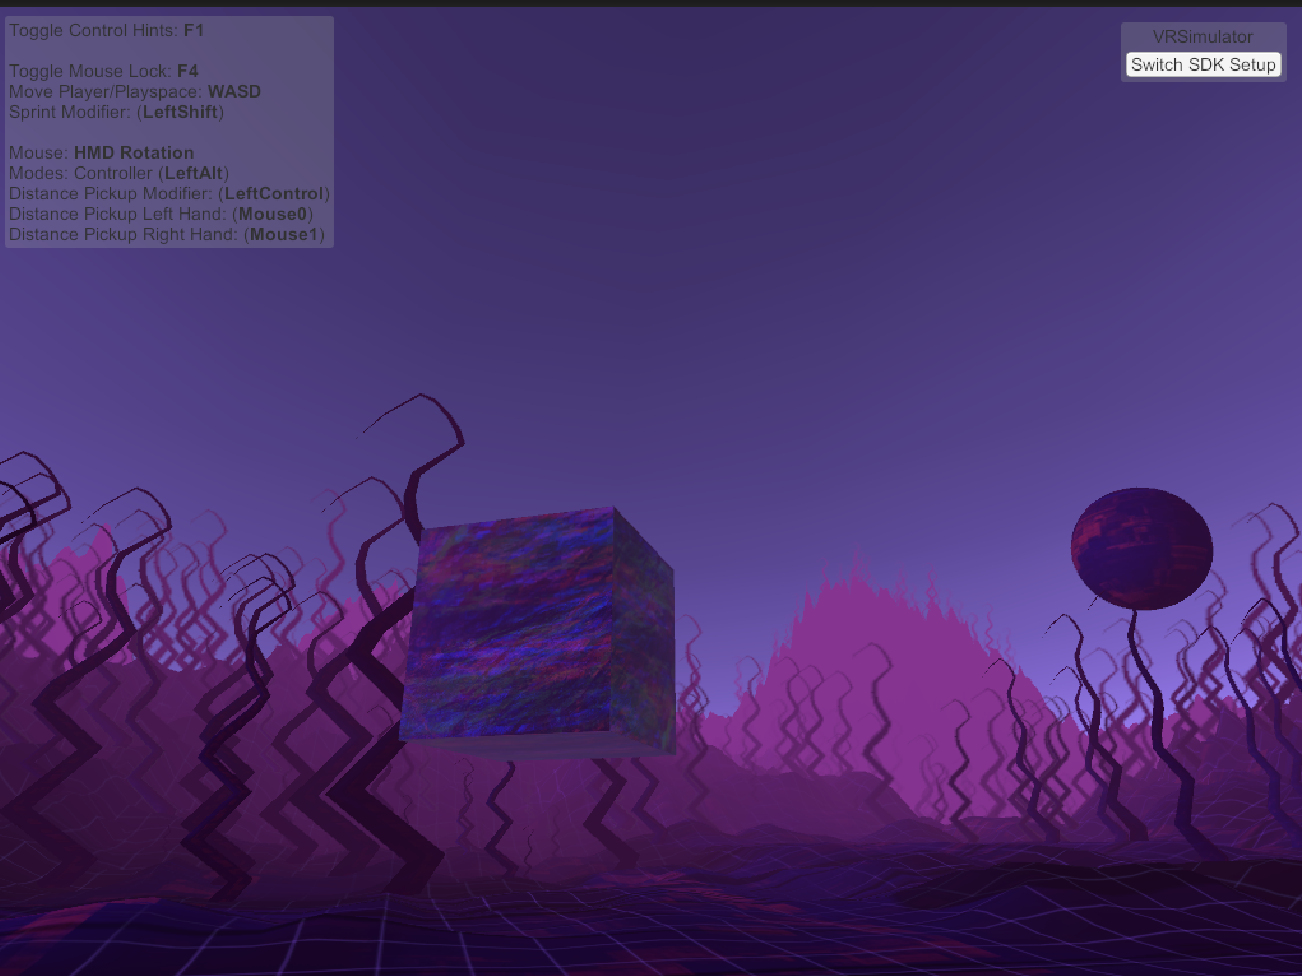 Toggle Control Hints: F1
Toggle Mouse Lock: F4
Move Player/Playspace: WASD
Sprint Modifier: (LeftShift)
Mouse: HMD Rotation
Modes: Controller (LeftAlt)
Distance Pickup Modifier: (LeftControl)
Distance Pickup Left Hand: (Mouse0)
Distance Pickup Right Hand: (Mouse1)
VRSimulator
Switch SDK Setup